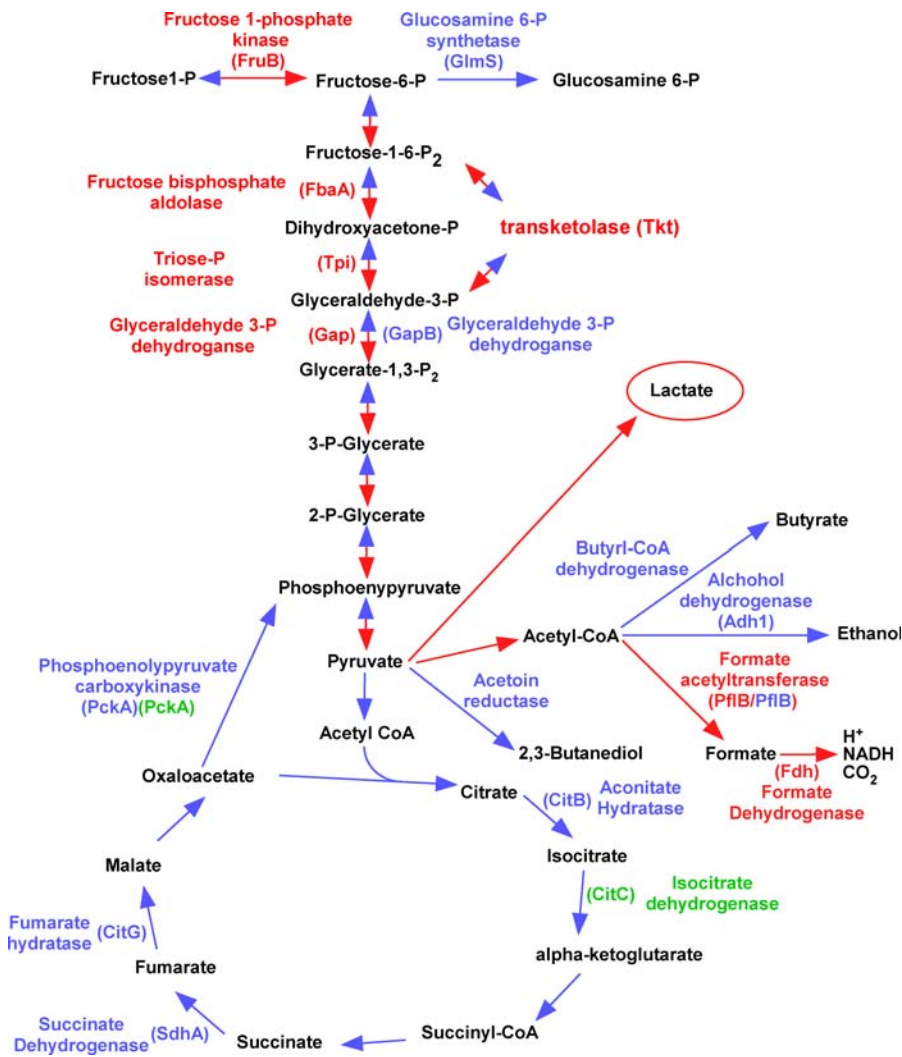 Fructose 1-phosphate
kinase
(FruB)
Glucosamine 6-P
synthetase
(GlmS)
Fructose1-P
Fructose-6-P
Glucosamine 6-P
Fructose-1-6-P2
Fructose bisphosphate
aldolase
(FbaA)
Dihydroxyacetone-P
transketolase (Tkt)
Triose-P
isomerase
(Tpi)
Glyceraldehyde-3-P
Glyceraldehyde 3-P
dehydroganse
(Gap)
(GapB)
Glyceraldehyde 3-P
dehydroganse
Glycerate-1,3-P2
Lactate
3-P-Glycerate
2-P-Glycerate
Butyrate
Butyrl-CoA
dehydrogenase
Phosphoenypyruvate
Alchohol
dehydrogenase
(Adh1)
Acetyl-CoA
Ethanol
Pyruvate
Phosphoenolypyruvate
carboxykinase
(PckA)(PckA)
Acetoin
reductase
Formate
acetyltransferase
(PflB/PflB)
Acetyl CoA
2,3-Butanediol
Formate
H+
NADH
CO2
(Fdh)
Formate
Dehydrogenase
Oxaloacetate
Citrate
(CitB)
Aconitate
Hydratase
Isocitrate
Malate
(CitC)
Isocitrate
dehydrogenase
Fumarate
hydratase
(CitG)
alpha-ketoglutarate
Fumarate
Succinate
Dehydrogenase
(SdhA)
Succinate
Succinyl-CoA